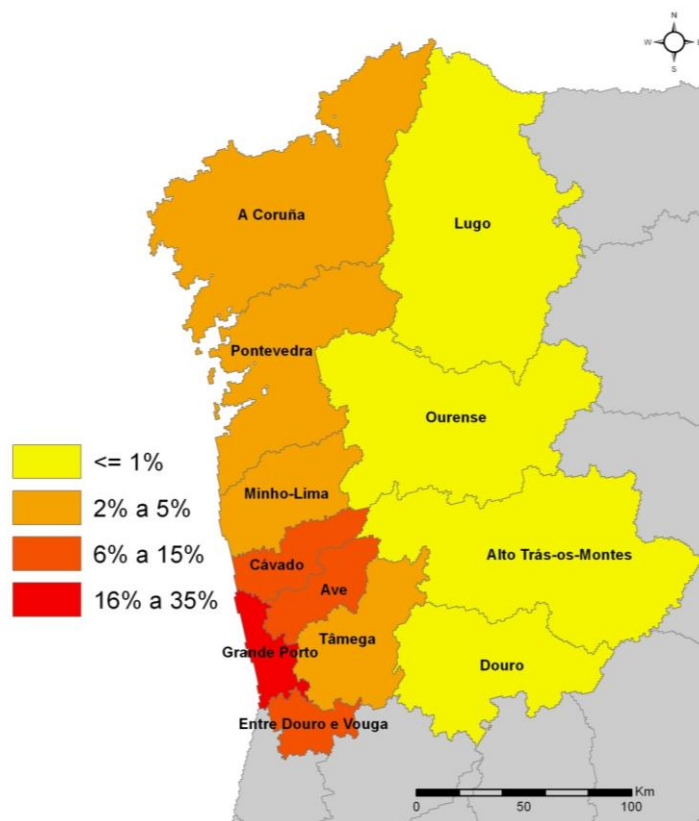 N
W
S
A Coruña
Lugo
Pontevedra
Ourense
<= 1%
2% a 5%
6% a 15%
16% a 35%
Minho-Lima
Cávado
Ave
Alto Trás-os-Montes
Tâmega
Grande Porto
Douro
Entre Douro e Vouga
Km
0 50 100